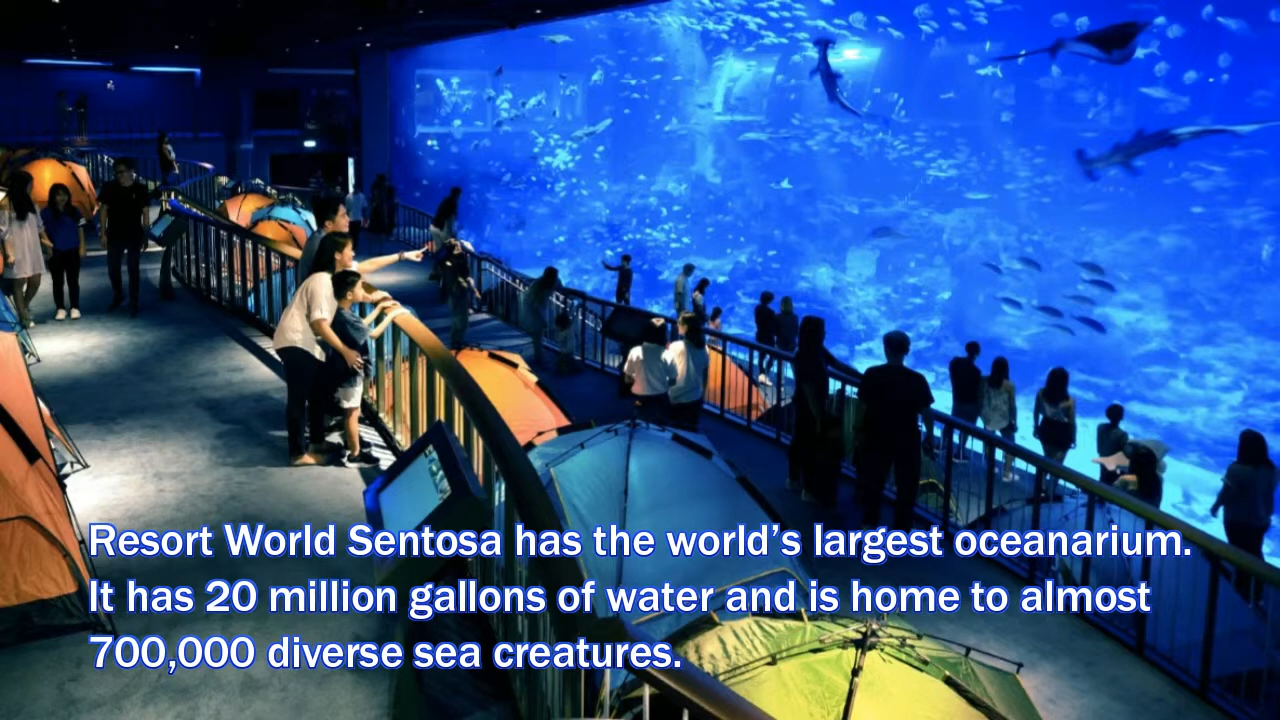 Resort World Sentosa has the world’s largest oceanarium.
It has 20 million gallons of water and is home to almost
700,000 diverse sea creatures.